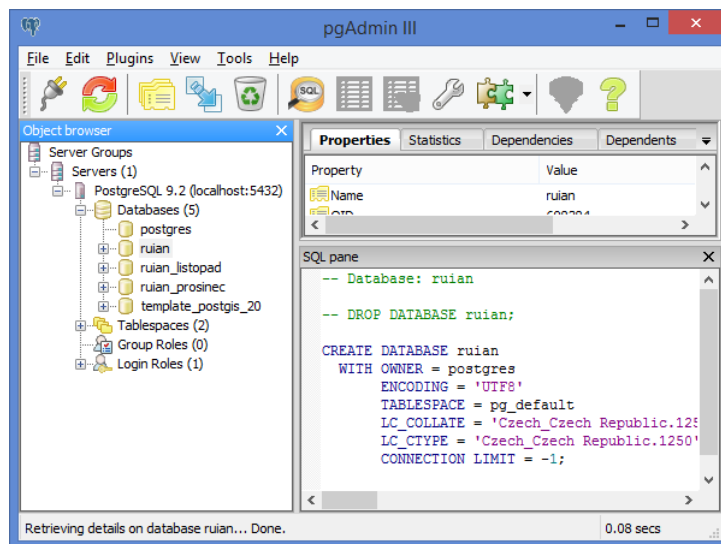 pgAdmin III
File Edit Plugins View Tools Help
SQL
Object browser
Server Groups
Servers (1)
PostgreSQL 9.2 (localhost:5432)
Databases (5)
postgres
ruian
ruian_listopad
ruian_prosinec
template_postgis_20
Tablespaces (2)
Group Roles (0)
Login Roles (1)
Properties Statistics Dependencies Dependents
Property Value
Name ruian
SQL pane
-- Database: ruian
-- DROP DATABASE ruian;
CREATE DATABASE ruian
WITH OWNER = postgres
ENCODING = 'UTF8'
TABLESPACE = pg_default
LC_COLLATE = 'Czech_Czech Republic.125
LC_CTYPE = 'Czech_Czech Republic.1250'
CONNECTION LIMIT = -1;
Retrieving details on database ruian... Done. 0.08 secs